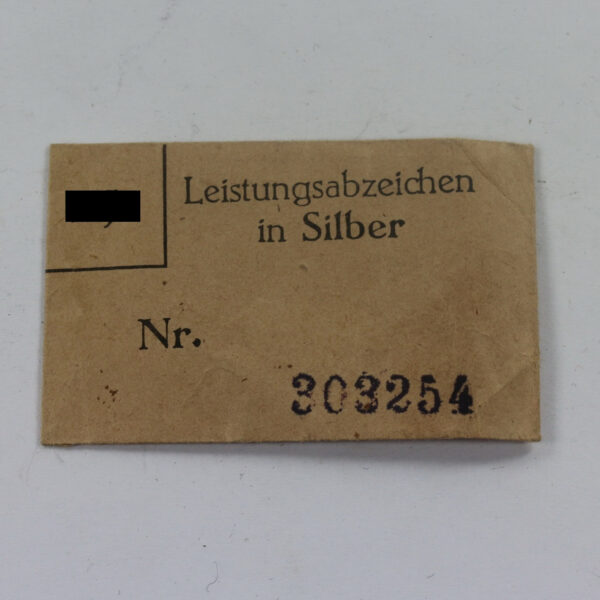 Leistungsabzeichen
in Silber
Nr.
303254